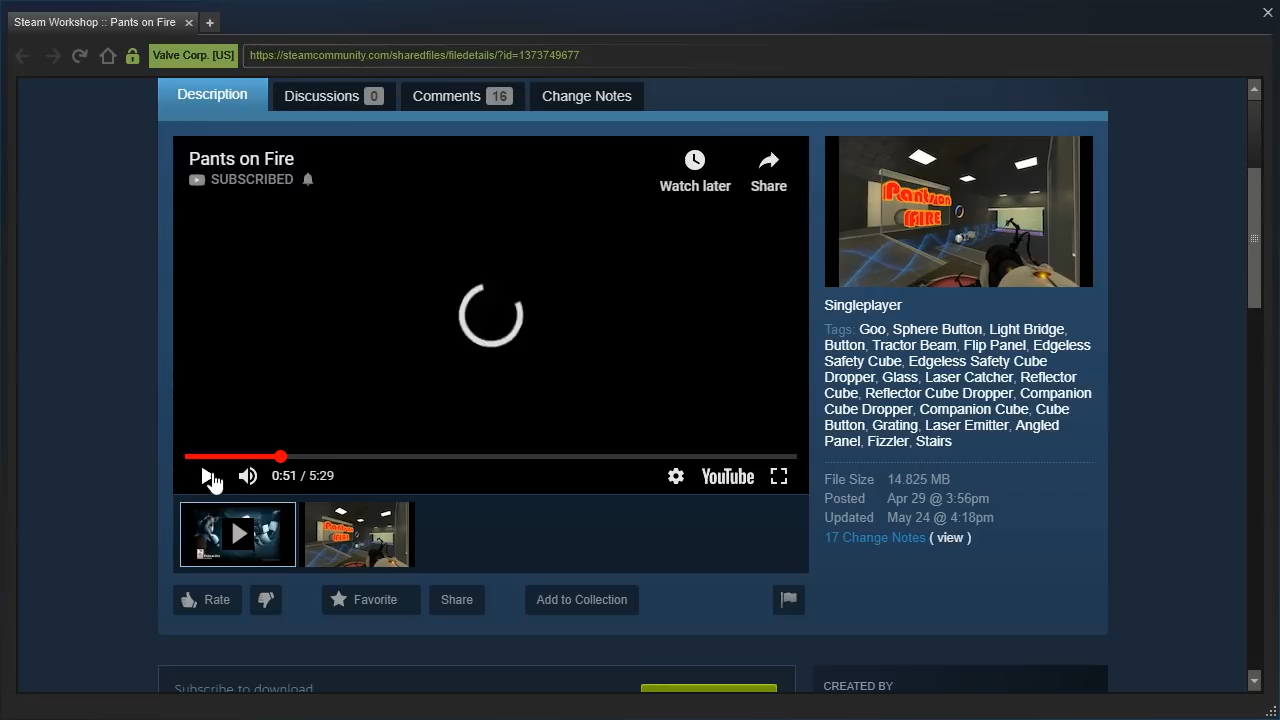 Steam Workshop :: Pants on Fire
Valve Corp. [US]
https://steamcommunity.com/sharedfiles/filedetails/?id=1373749677
Description
Discussions 0
Comments 16
Change Notes
Pants on Fire
SUBSCRIBED
Watch later
Share
0:51 / 5:29
YouTube
Pants on
FIRE
Singleplayer
Tags: Goo, Sphere Button, Light Bridge,
Button, Tractor Beam, Flip Panel, Edgeless
Safety Cube, Edgeless Safety Cube
Dropper, Glass, Laser Catcher, Reflector
Cube, Reflector Cube Dropper, Companion
Cube Dropper, Companion Cube, Cube
Button, Grating, Laser Emitter, Angled
Panel, Fizzler, Stairs
File Size 14.825 MB
Posted Apr 29 @ 3:56pm
Updated May 24 @ 4:18pm
17 Change Notes ( view )
Rate
Favorite
Share
Add to Collection
Subscribe to download
CREATED BY